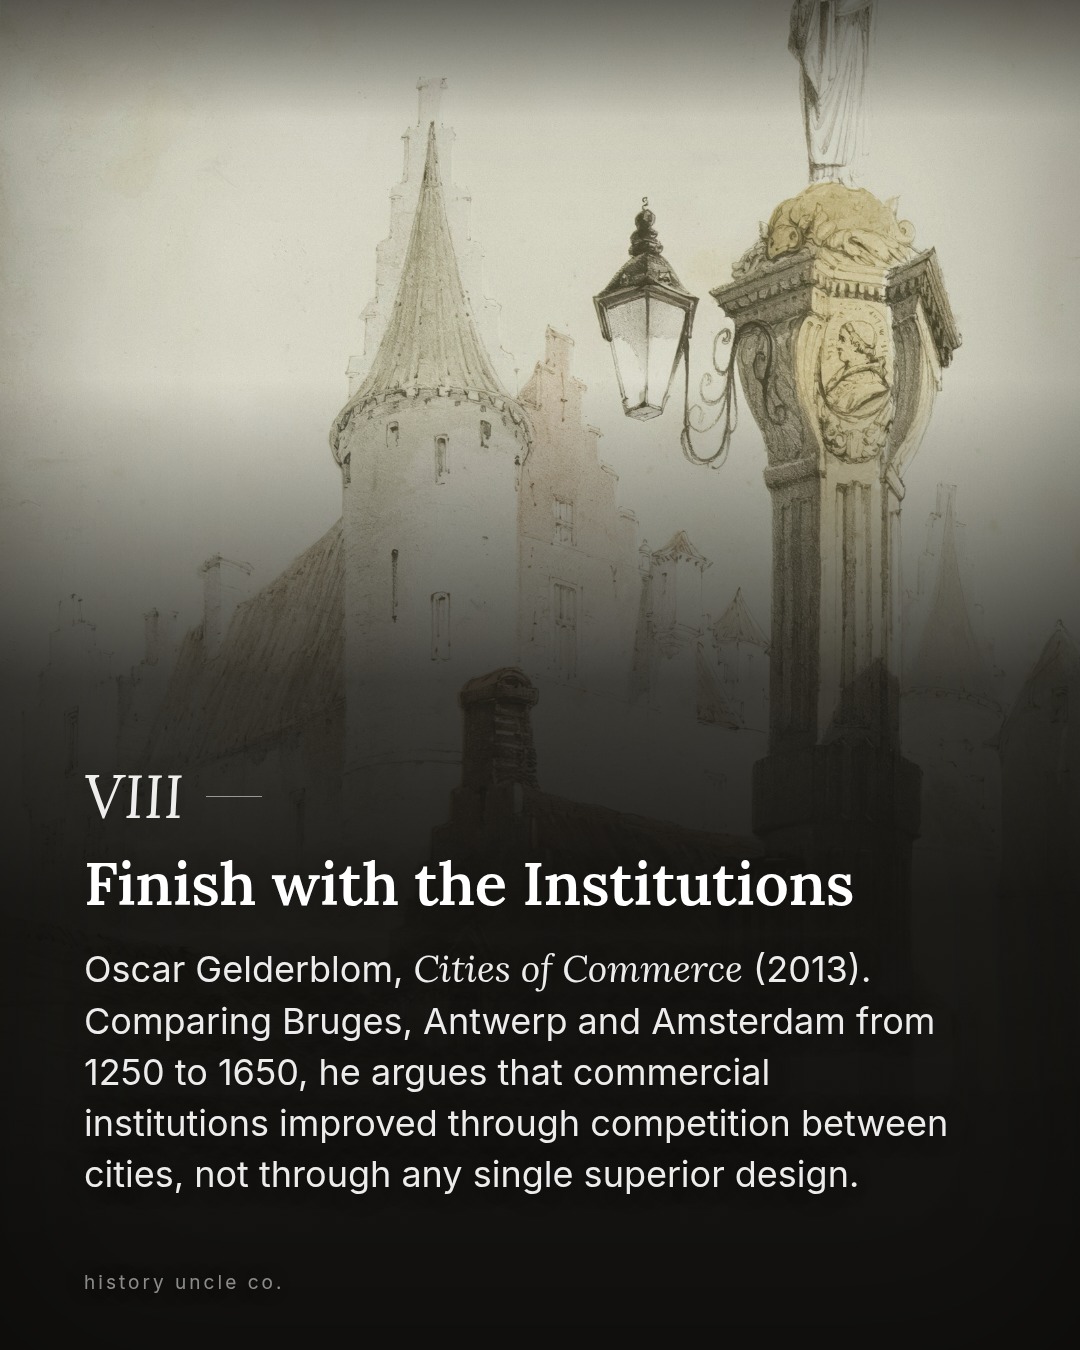 VIII
Finish with the Institutions
Oscar Gelderblom, Cities of Commerce (2013).
Comparing Bruges, Antwerp and Amsterdam from
1250 to 1650, he argues that commercial
institutions improved through competition between
cities, not through any single superior design.
history uncle co.